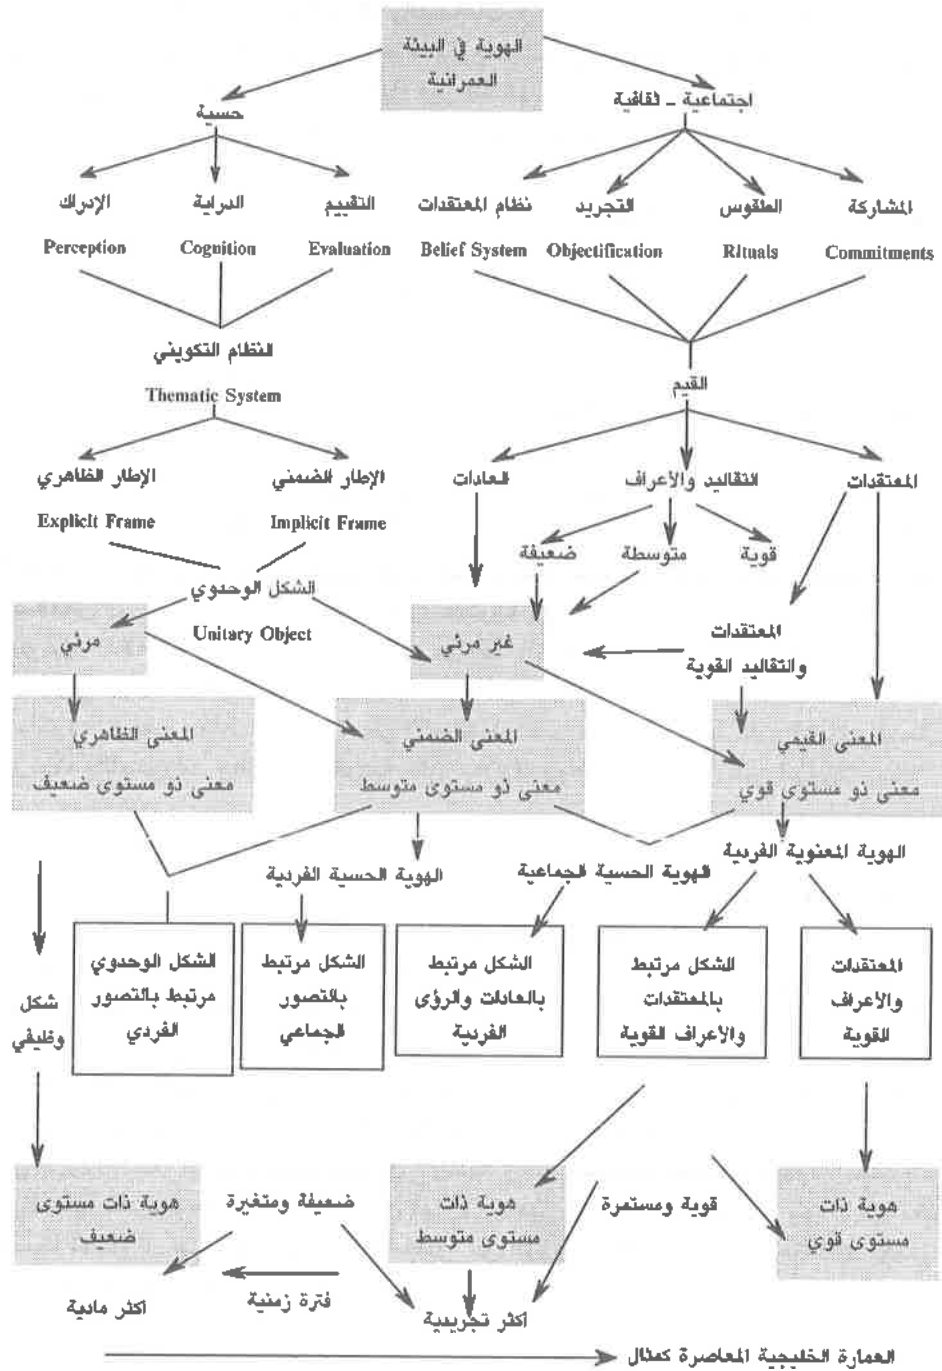 الهوية في البيئة
العمرانية
اجتماعية ـ ثقافية
حسية
المشاركة
الطقوس
التجريد
نظام المعتقدات
التقييم
الدراية
الإدراك
Perception
Cognition
Evaluation
Belief System
Objectification
Rituals
Commitments
النظام التكويني
Thematic System
القيم
المعتقدات
التقاليد والأعراف
العادات
الإطار الضمني
الإطار الظاهري
Explicit Frame
Implicit Frame
قوية
متوسطة
ضعيفة
الشكل الوحدوي
Unitary Object
مرئي
غير مرئي
المعتقدات
والتقاليد القوية
المعنى القيمي
معنى ذو مستوى قوي
المعنى الضمني
معنى ذو مستوى متوسط
المعنى الظاهري
معنى ذو مستوى ضعيف
الهوية المعنوية الفردية
الهوية الحسية الجماعية
الهوية الحسية الفردية
المعتقدات
والأعراف
القوية
الشكل مرتبط
بالمعتقدات
والأعراف القوية
الشكل مرتبط
بالعادات والرؤى
الفردية
الشكل مرتبط
بالتصور
الجماعي
الشكل الوحدوي
مرتبط بالتصور
الفردي
شكل
وظيفي
هوية ذات
مستوى قوي
قوية ومستمرة
هوية ذات
مستوى متوسط
ضعيفة ومتغيرة
هوية ذات مستوى
ضعيف
أكثر تجريدية
فترة زمنية
أكثر مادية
العمارة الخليجية المعاصرة كمثال